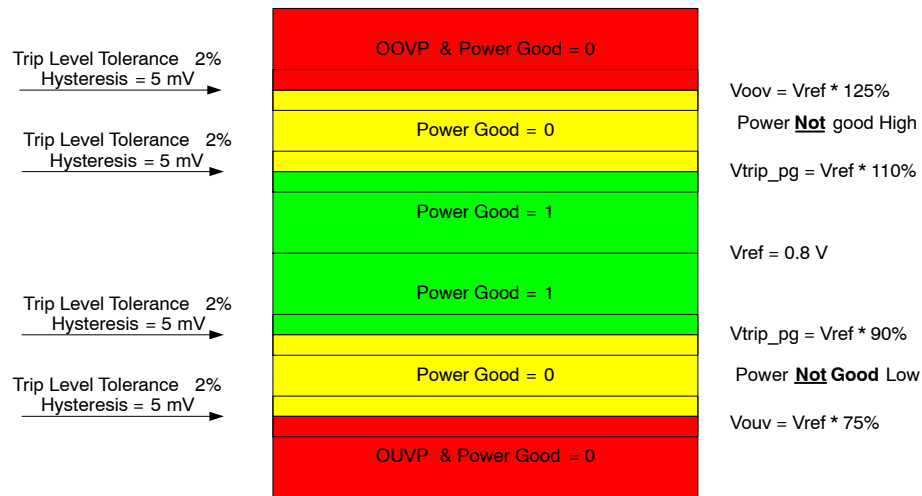 OOVP & Power Good = 0
Trip Level Tolerance 2%
Hysteresis = 5 mV
Voov = Vref * 125%
Power Good = 0
Power Not good High
Trip Level Tolerance 2%
Hysteresis = 5 mV
Vtrip_pg = Vref * 110%
Power Good = 1
Vref = 0.8 V
Power Good = 1
Trip Level Tolerance 2%
Hysteresis = 5 mV
Vtrip_pg = Vref * 90%
Power Good = 0
Power Not Good Low
Trip Level Tolerance 2%
Hysteresis = 5 mV
Vouv = Vref * 75%
OUVP & Power Good = 0